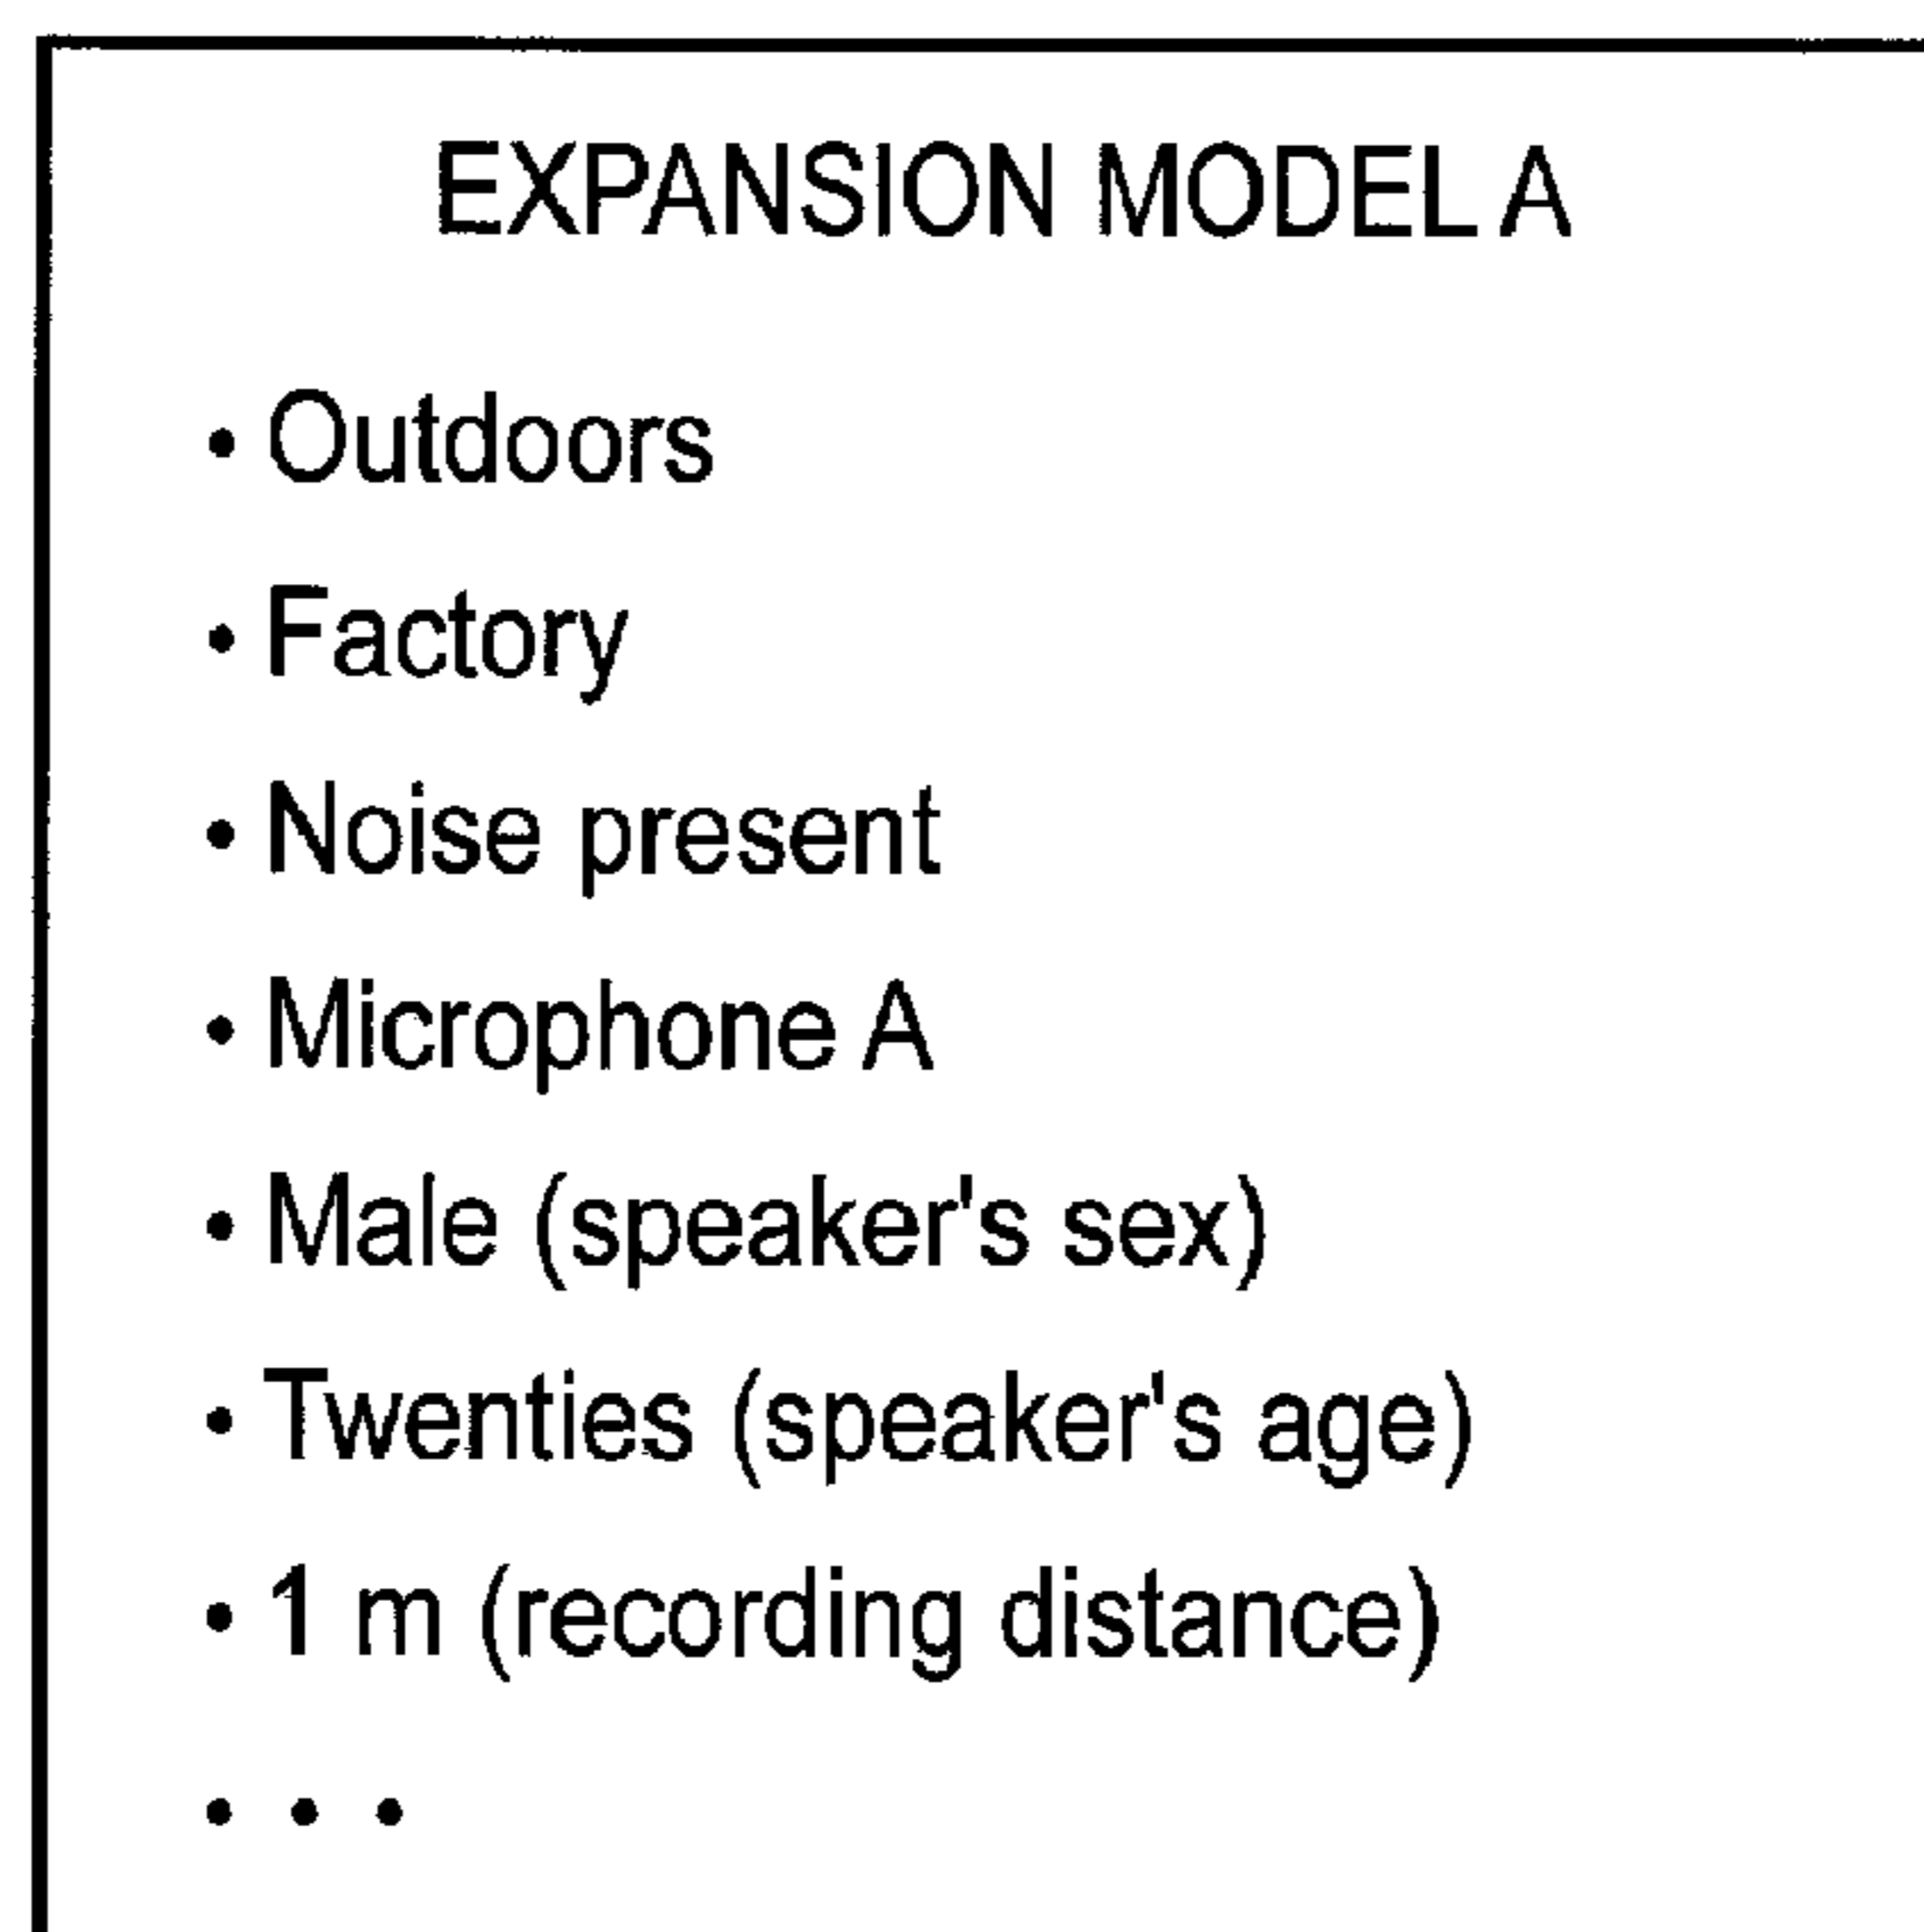 EXPANSION MODEL A
• Outdoors
• Factory
• Noise present
• Microphone A
• Male (speaker's sex)
• Twenties (speaker's age)
• 1 m (recording distance)
• • •